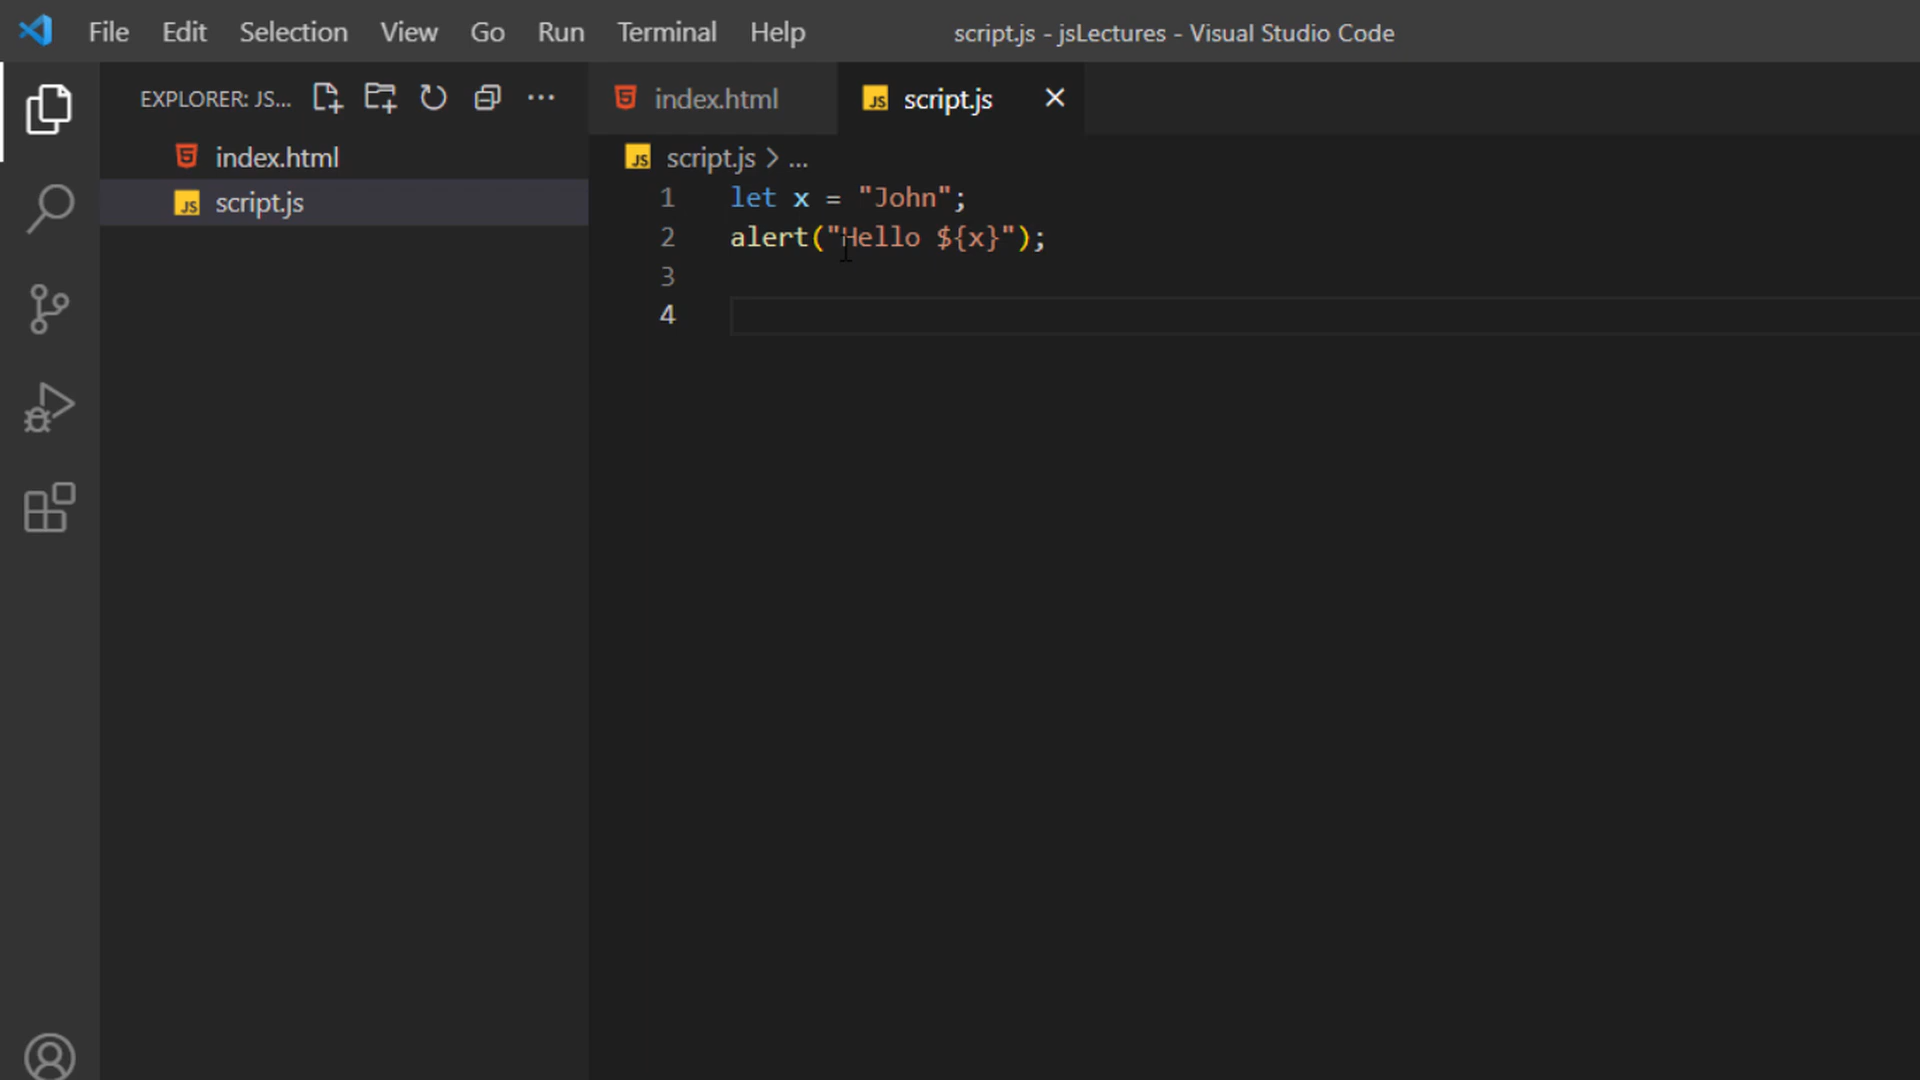 File Edit Selection View Go Run Terminal Help script.js - jsLectures - Visual Studio Code
EXPLORER: JS...
index.html
script.js
index.html script.js
script.js > ...
1 let x = "John";
2 alert("Hello ${x}");
3
4